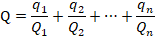 Q = q₁/Q₁ + q₂/Q₂ + ⋯ + qₙ/Qₙ